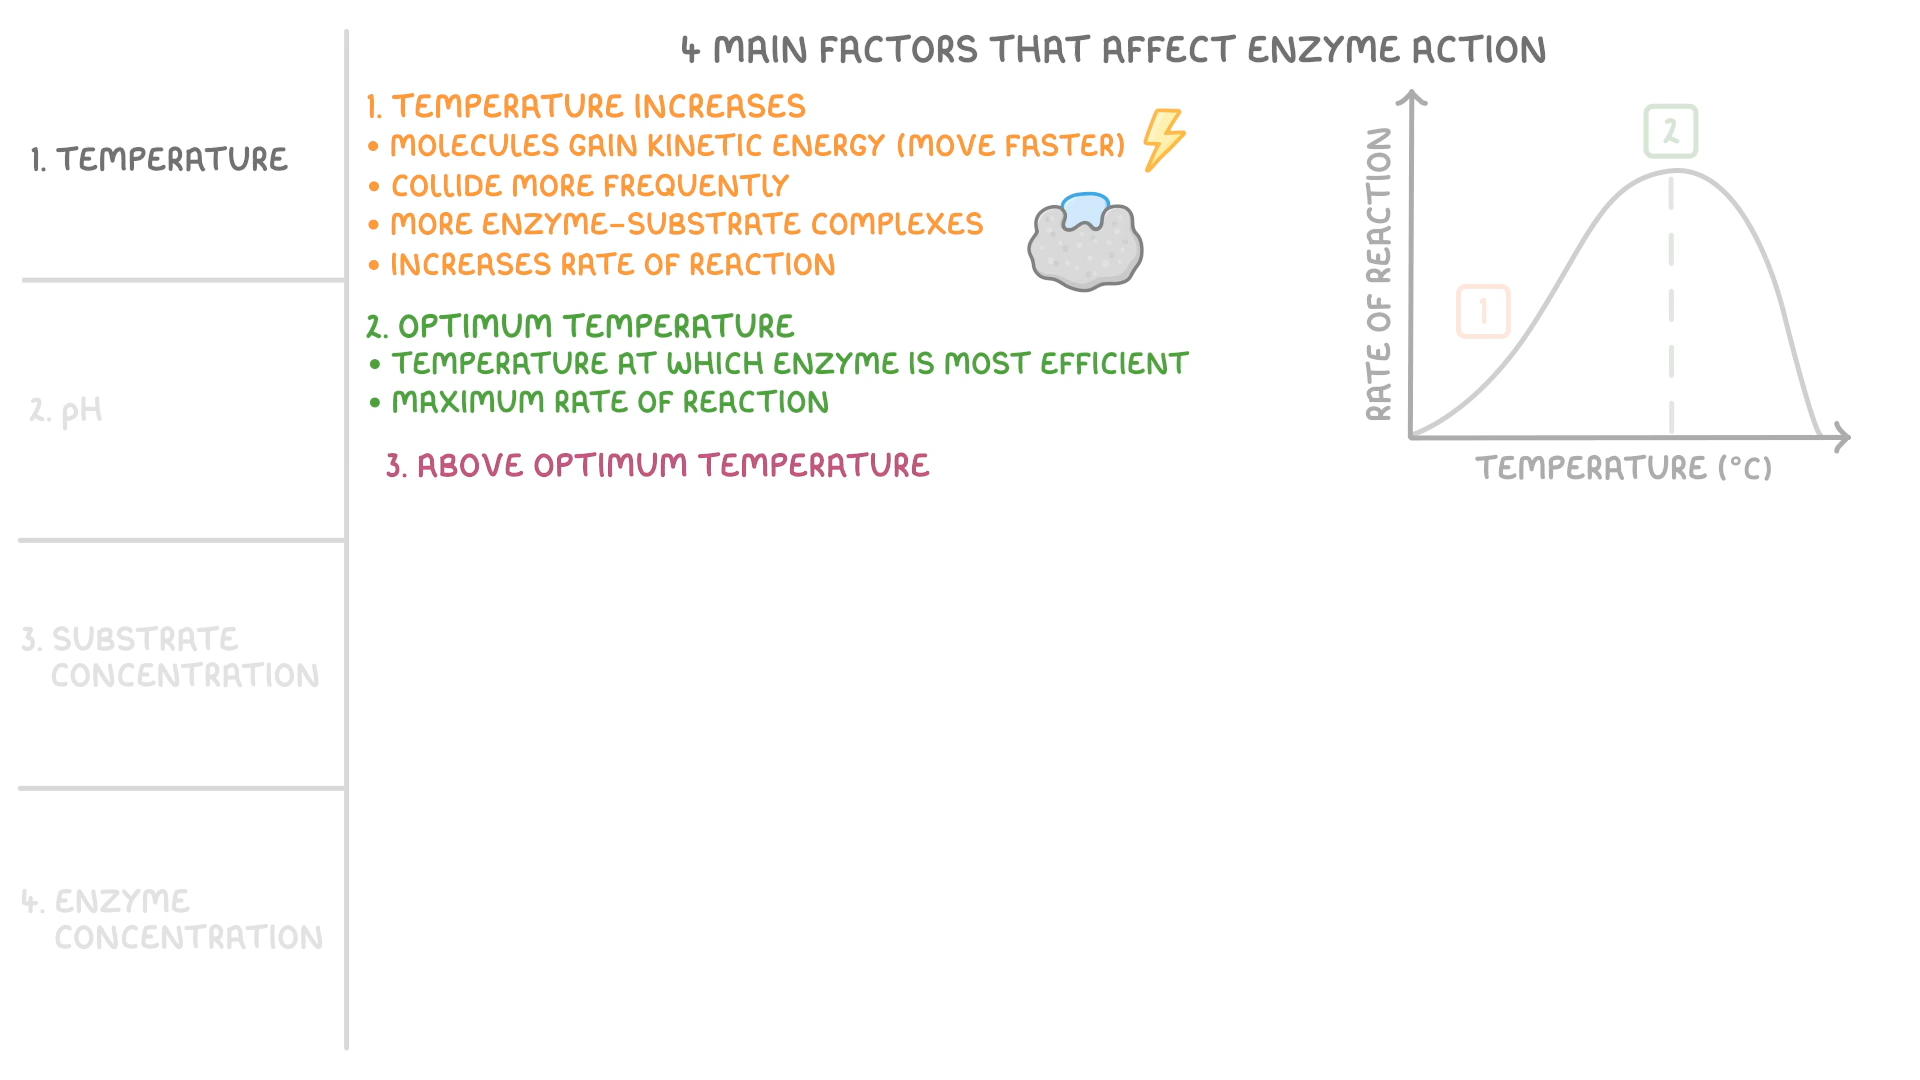 4 MAIN FACTORS THAT AFFECT ENZYME ACTION
1. TEMPERATURE
2. pH
3. SUBSTRATE
CONCENTRATION
4. ENZYME
CONCENTRATION
1. TEMPERATURE INCREASES
• MOLECULES GAIN KINETIC ENERGY (MOVE FASTER)
• COLLIDE MORE FREQUENTLY
• MORE ENZYME-SUBSTRATE COMPLEXES
• INCREASES RATE OF REACTION
2. OPTIMUM TEMPERATURE
• TEMPERATURE AT WHICH ENZYME IS MOST EFFICIENT
• MAXIMUM RATE OF REACTION
3. ABOVE OPTIMUM TEMPERATURE
RATE OF REACTION
1
2
TEMPERATURE (°C)